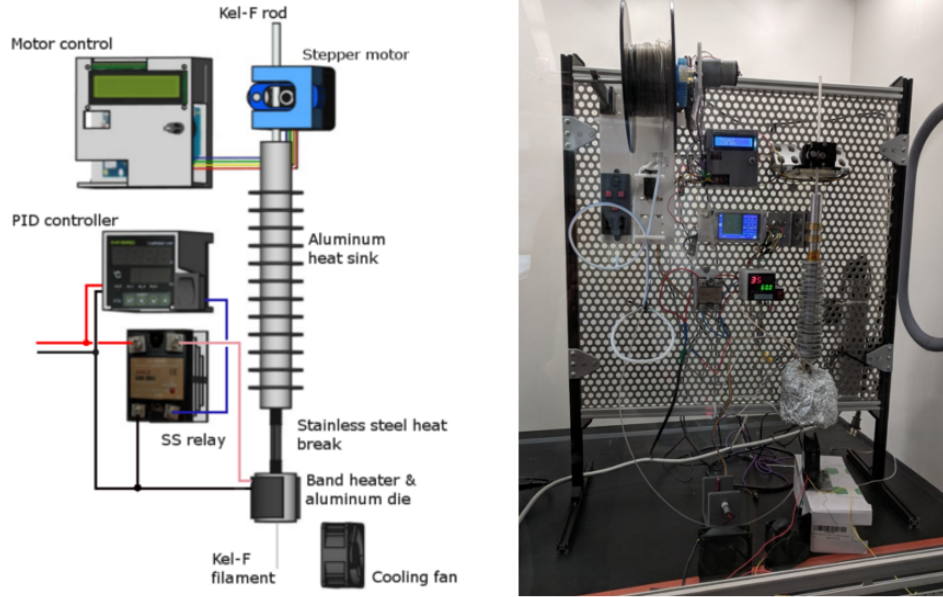 Kel-F rod
Motor control
Stepper motor
PID controller
Aluminum
heat sink
SS relay
Stainless steel heat
break
Band heater &
aluminum die
Kel-F
filament
Cooling fan